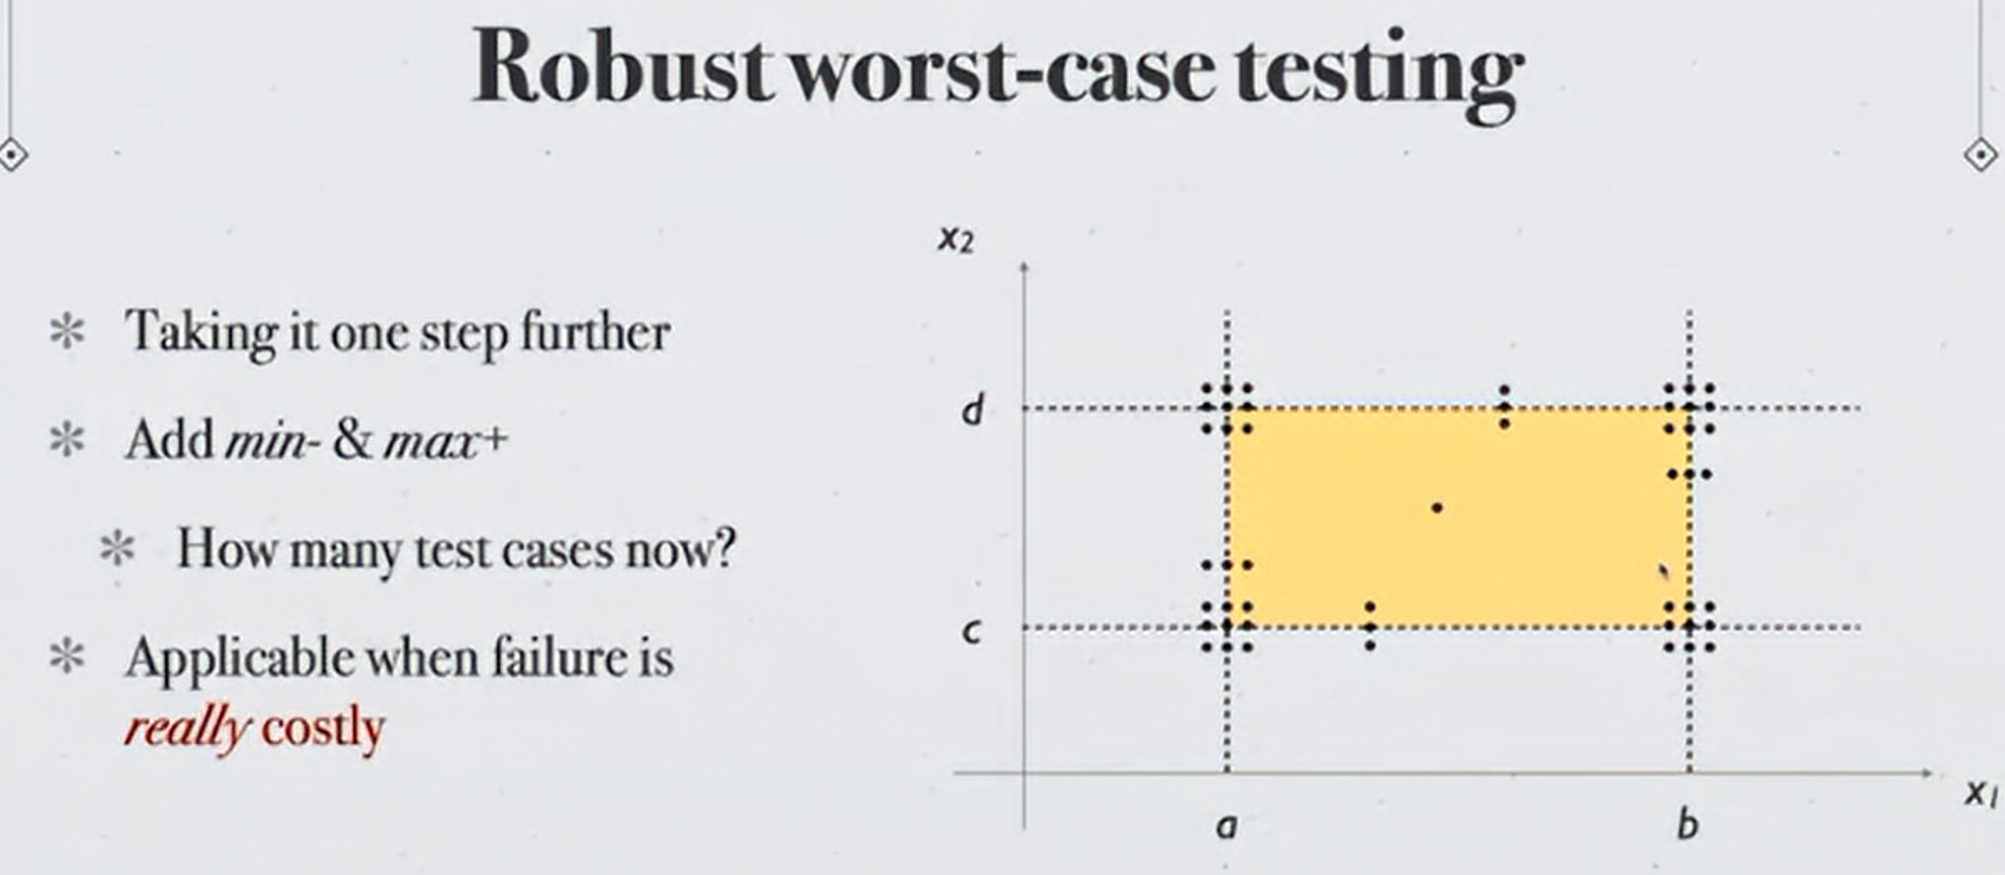 Robust worst-case testing
Taking it one step further
Add min- & max+
How many test cases now?
Applicable when failure is
really costly
x2
d
c
a
b
x1